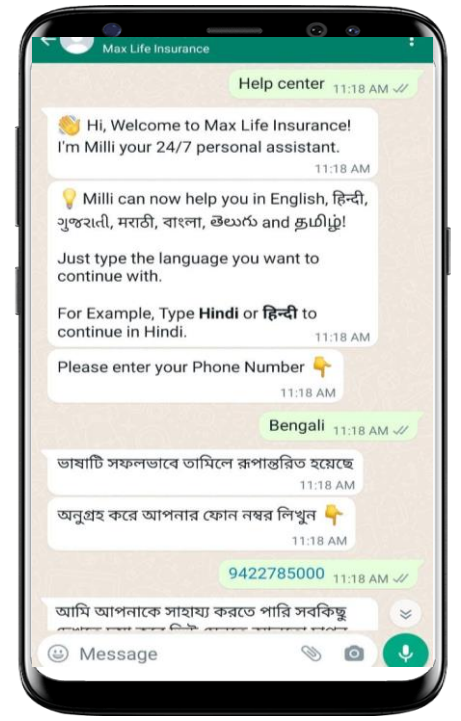 Max Life Insurance
Help center 11:18 AM
👋 Hi, Welcome to Max Life Insurance!
I'm Milli your 24/7 personal assistant.
11:18 AM
💡 Milli can now help you in English, हिन्दी,
ગુજરાતી, मराठी, বাংলা, తెలుగు and தமிழ்!
Just type the language you want to
continue with.
For Example, Type Hindi or हिन्दी to
continue in Hindi.
11:18 AM
Please enter your Phone Number 👇
11:18 AM
Bengali 11:18 AM
ভাষাটি সফলভাবে তামিলে রূপান্তরিত হয়েছে
11:18 AM
অনুগ্রহ করে আপনার ফোন নম্বর লিখুন 👇
11:18 AM
9422785000 11:18 AM
আমি আপনাকে সাহায্য করতে পারি সবকিছু
Message